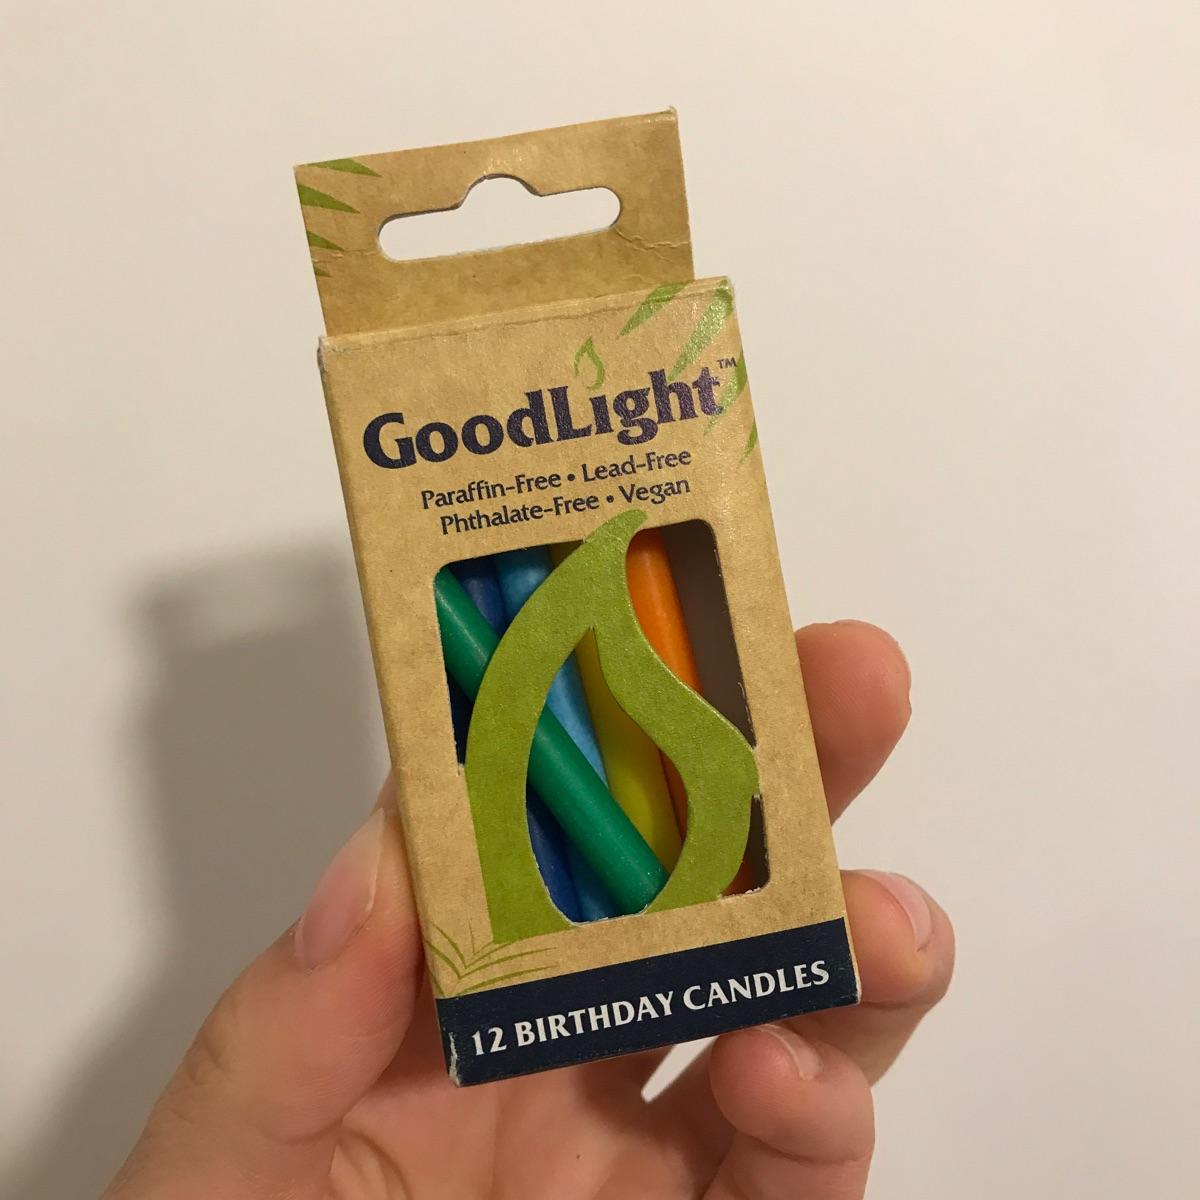 GoodLight™
Paraffin-Free • Lead-Free
Phthalate-Free • Vegan
12 BIRTHDAY CANDLES